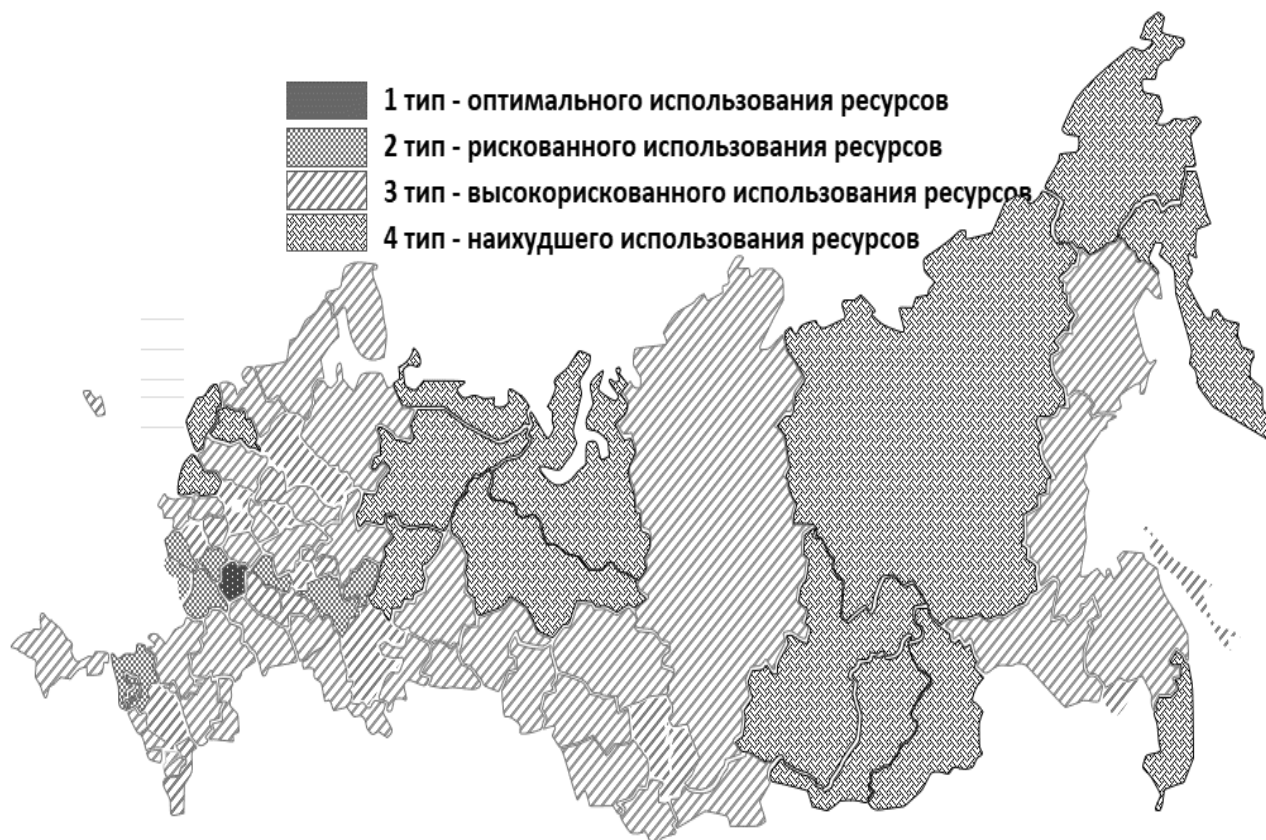 1 тип - оптимального использования ресурсов
2 тип - рискованного использования ресурсов
3 тип - высокорискованного использования ресурсов
4 тип - наихудшего использования ресурсов